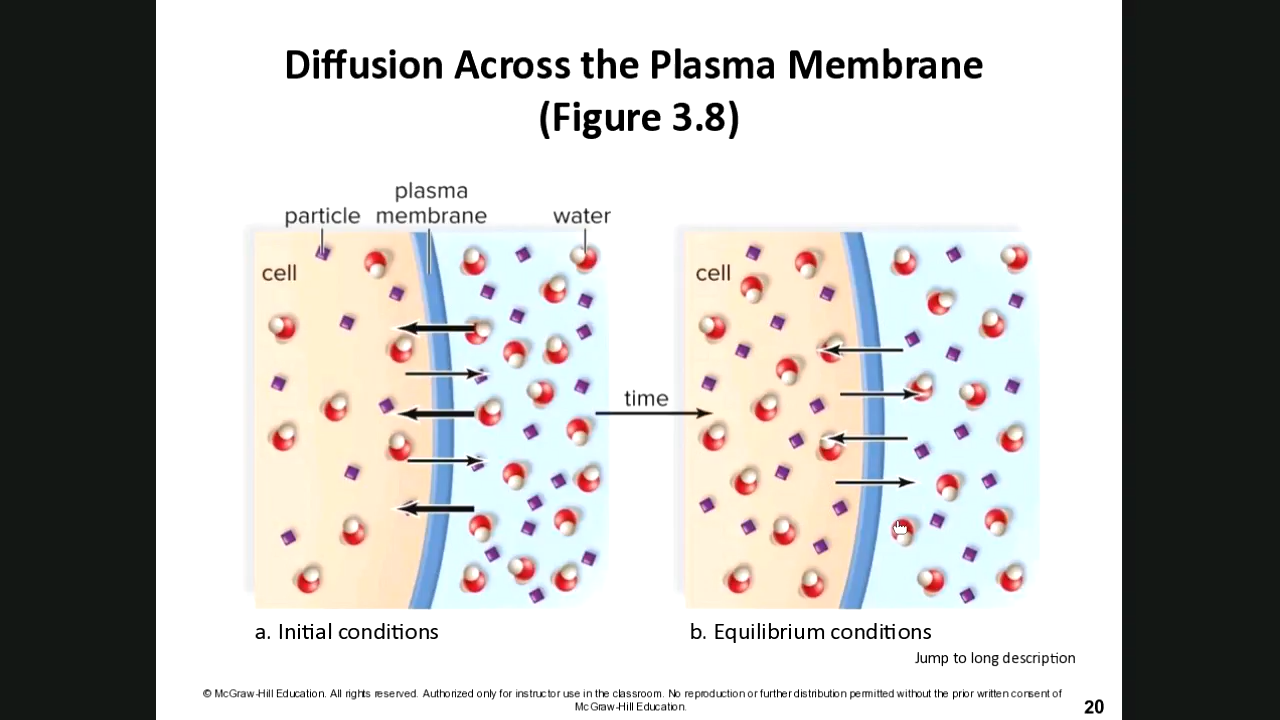 Diffusion Across the Plasma Membrane
(Figure 3.8)
plasma
particle membrane water
cell
cell
time
a. Initial conditions
b. Equilibrium conditions
Jump to long description
© McGraw-Hill Education. All rights reserved. Authorized only for instructor use in the classroom. No reproduction or further distribution permitted without the prior written consent of
McGraw-Hill Education.
20